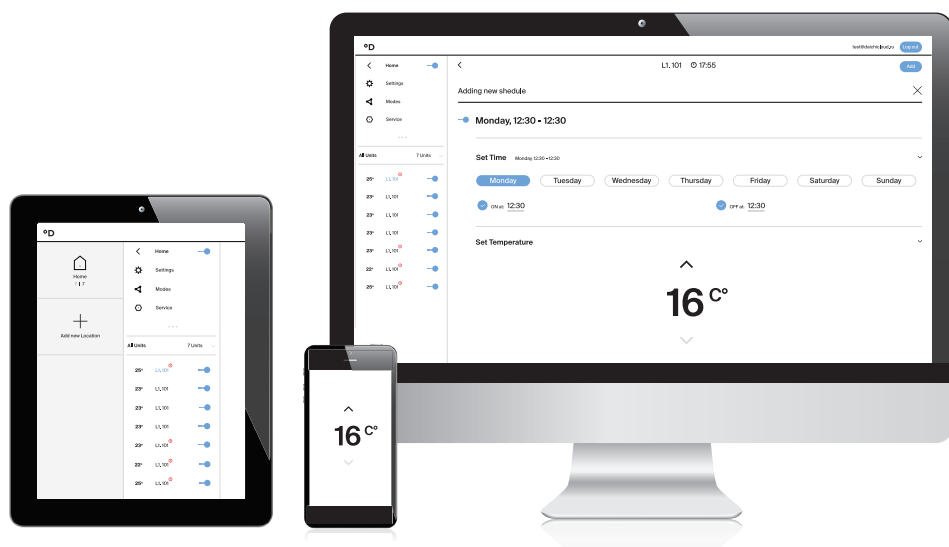 °D
Home
1 | 7
Add new Location
Home
Settings
Modes
Service
All Units 7 Units
25° L1, 101
23° L1, 101
23° L1, 101
23° L1, 101
23° L1, 101
22° L1, 101
25° L1, 101
16 C°
°D
Log out
Home
Settings
Modes
Service
All Units 7 Units
25° L1, 101
23° L1, 101
23° L1, 101
23° L1, 101
23° L1, 101
22° L1, 101
25° L1, 101
L1, 101 17:55
Add
Adding new shedule
Monday, 12:30 - 12:30
Set Time Monday, 12:30 - 12:30
Monday Tuesday Wednesday Thursday Friday Saturday Sunday
ON at: 12:30 OFF at: 12:30
Set Temperature
16 C°